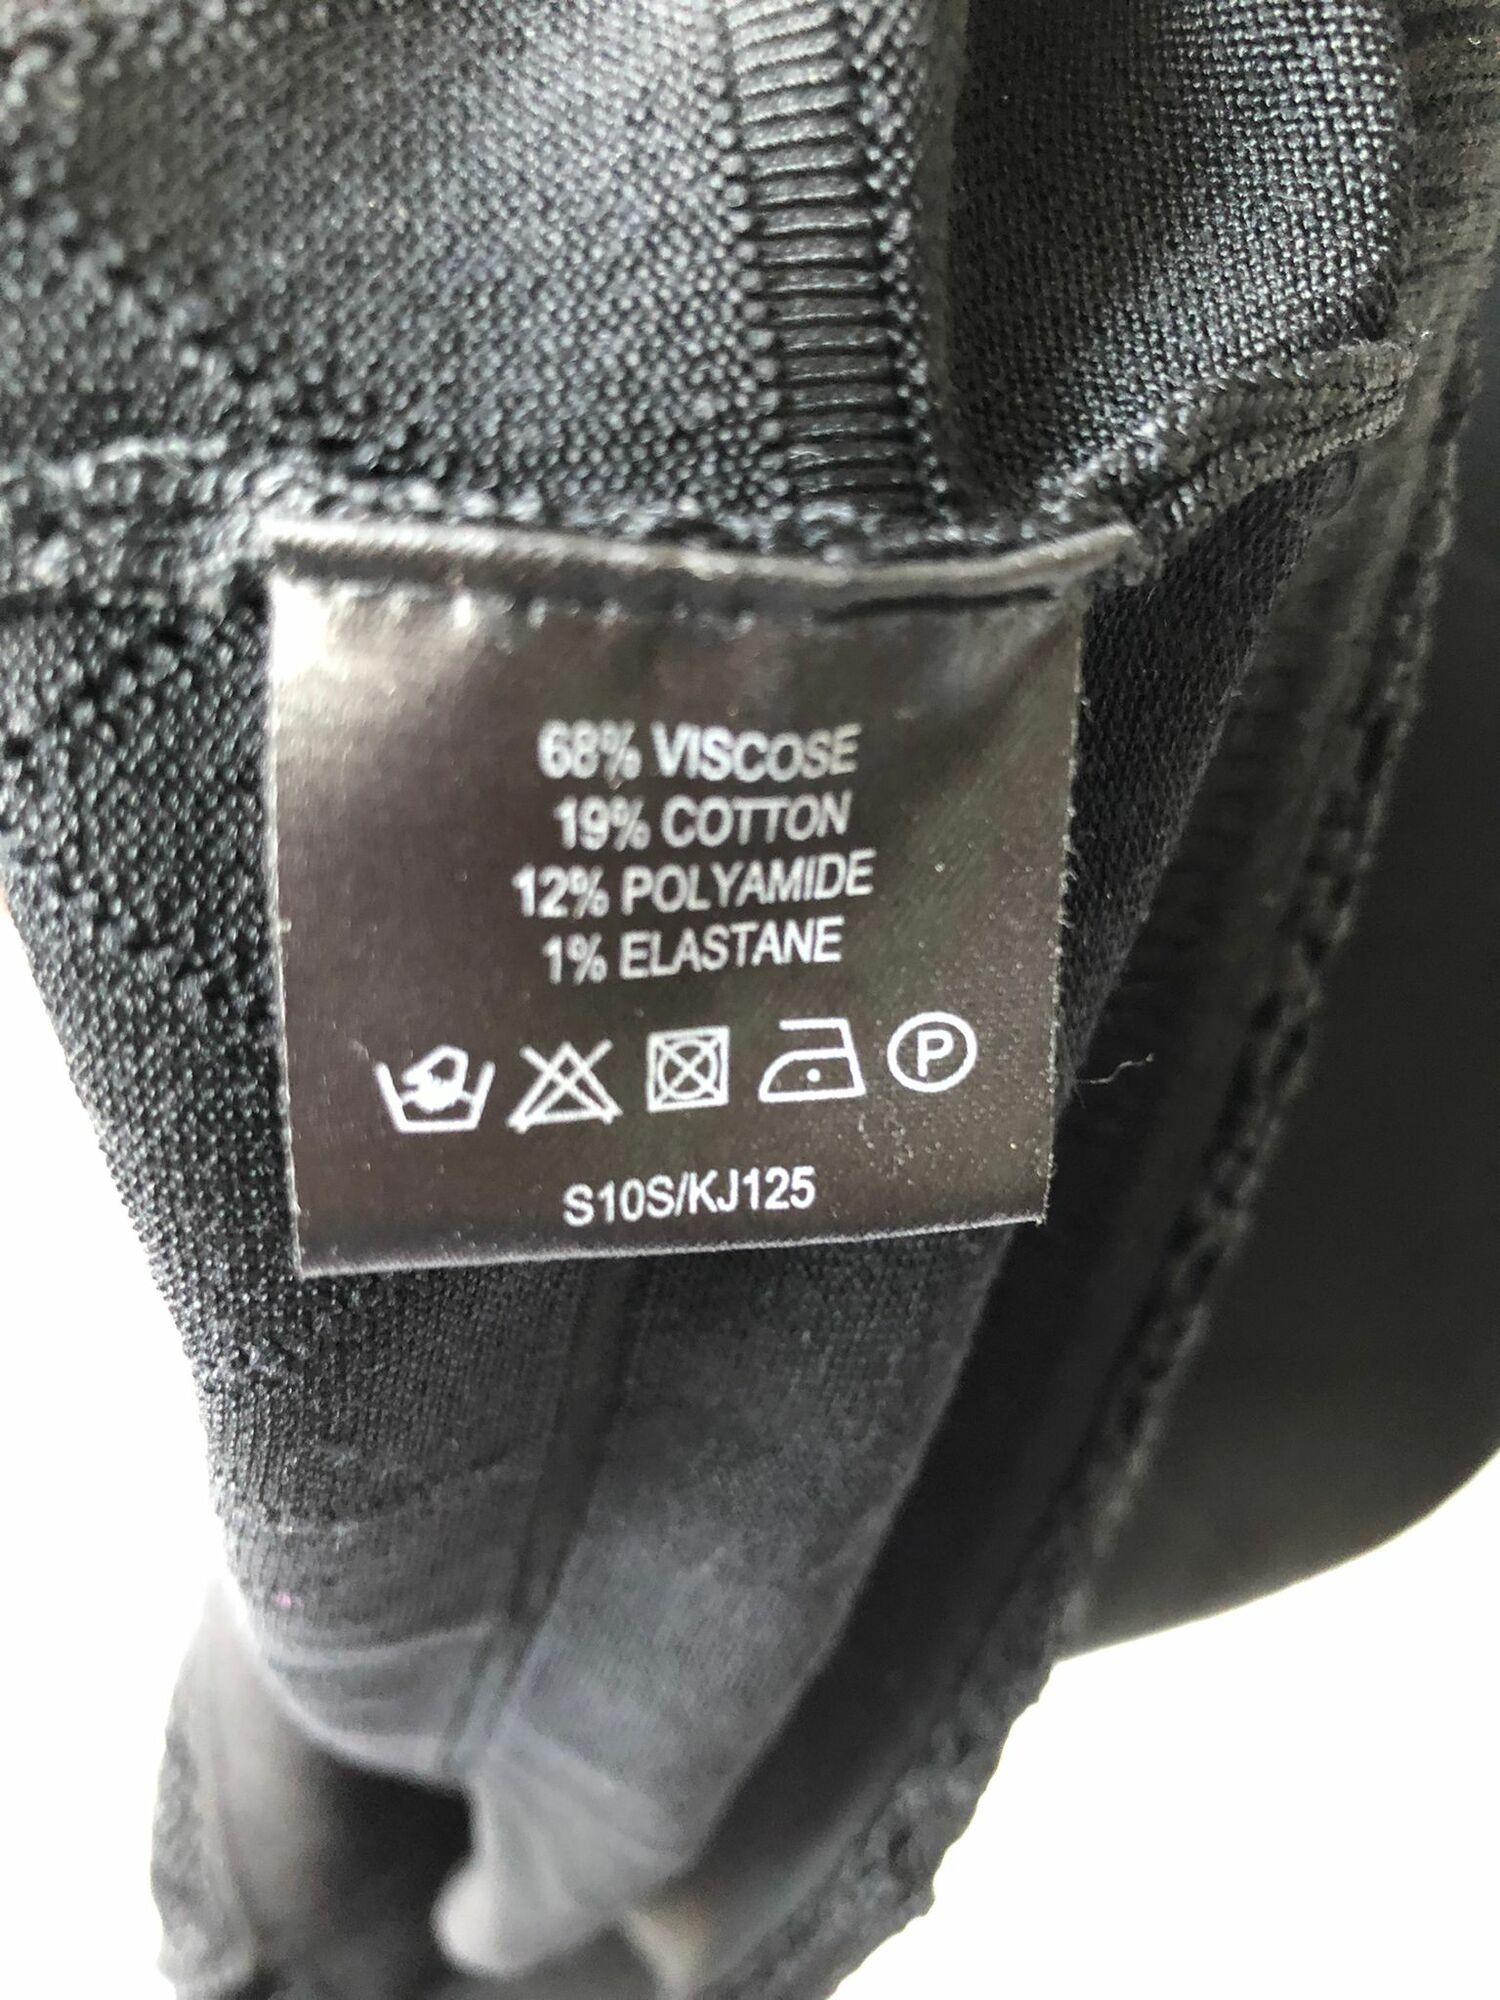 68% VISCOSE
19% COTTON
12% POLYAMIDE
1% ELASTANE
P
S10S/KJ125